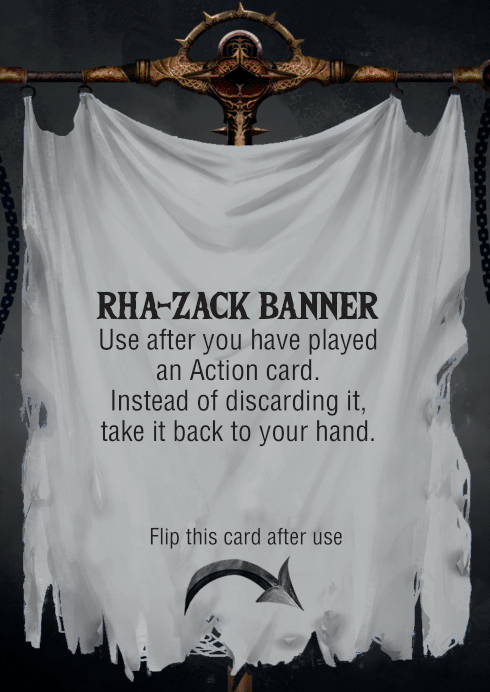 RHA-ZACK BANNER
Use after you have played
an Action card.
Instead of discarding it,
take it back to your hand.
Flip this card after use